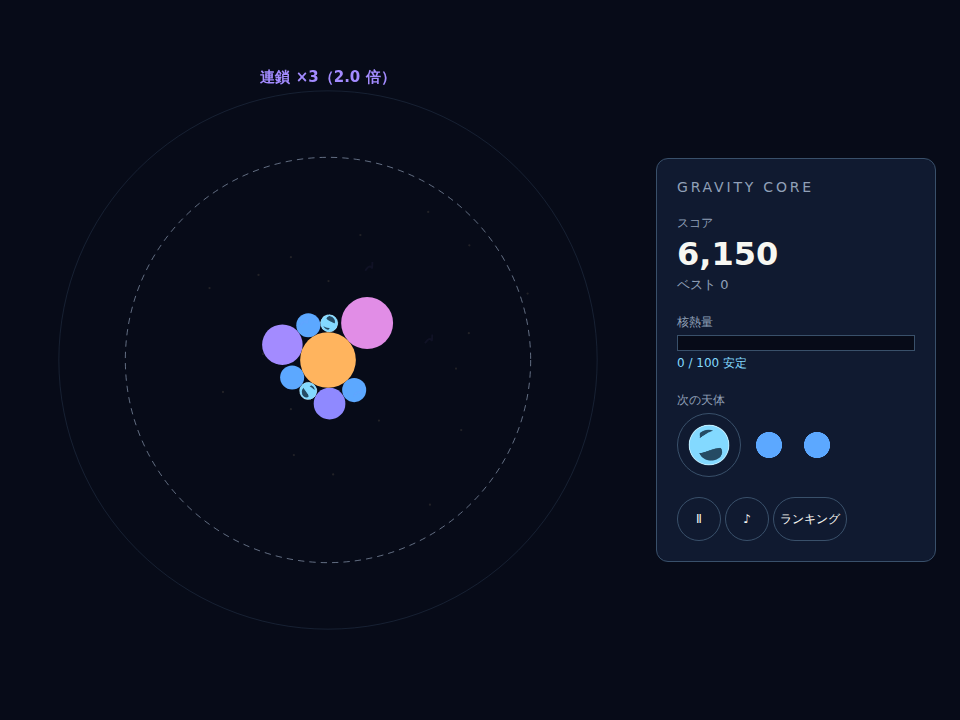 連鎖 ×3（2.0 倍）
GRAVITY CORE
スコア
6,150
ベスト 0
核熱量
0 / 100 安定
次の天体
Ⅱ ♪ ランキング